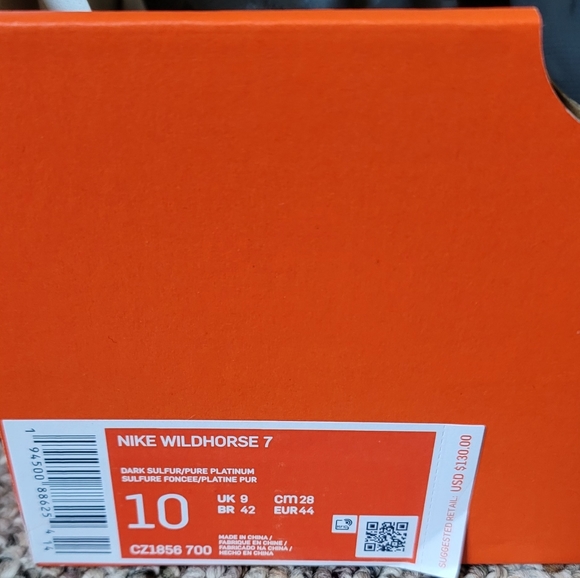 NIKE WILDHORSE 7
DARK SULFUR/PURE PLATINUM
SULFURE FONCEE/PLATINE PUR
10
UK 9 CM 28
BR 42 EUR 44
CZ1856 700
MADE IN CHINA /
FABRIQUE EN CHINE /
FABRICADO NA CHINA /
HECHO EN CHINA
SUGGESTED RETAIL: USD $130.00
1 94500 88625 4 14